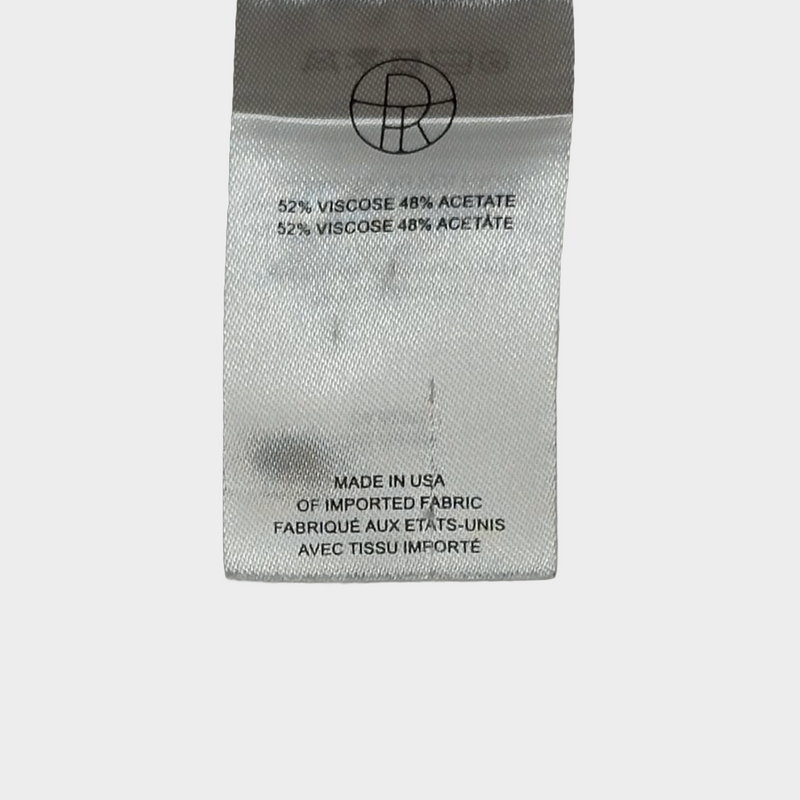 R
52% VISCOSE 48% ACETATE
52% VISCOSE 48% ACÉTATE
MADE IN USA
OF IMPORTED FABRIC
FABRIQUÉ AUX ETATS-UNIS
AVEC TISSU IMPORTÉ